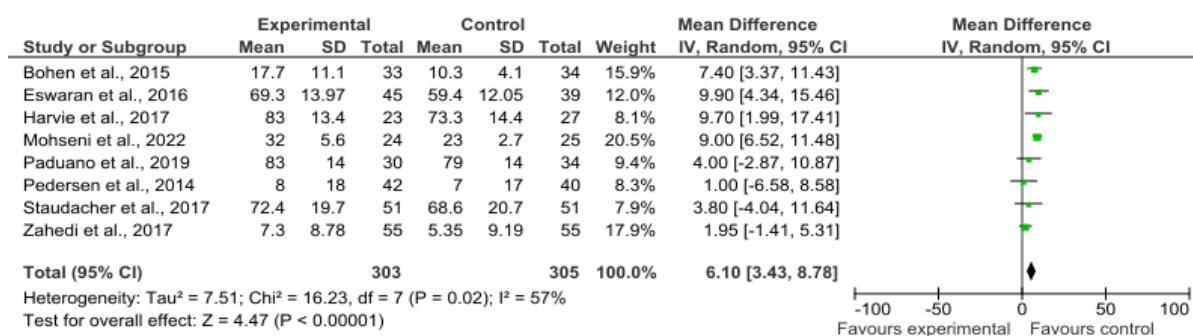 Experimental Control Mean Difference Mean Difference
Study or Subgroup Mean SD Total Mean SD Total Weight IV, Random, 95% CI IV, Random, 95% CI
Bohen et al., 2015 17.7 11.1 33 10.3 4.1 34 15.9% 7.40 [3.37, 11.43]
Eswaran et al., 2016 69.3 13.97 45 59.4 12.05 39 12.0% 9.90 [4.34, 15.46]
Harvie et al., 2017 83 13.4 23 73.3 14.4 27 8.1% 9.70 [1.99, 17.41]
Mohseni et al., 2022 32 5.6 24 23 2.7 25 20.5% 9.00 [6.52, 11.48]
Paduano et al., 2019 83 14 30 79 14 34 9.4% 4.00 [-2.87, 10.87]
Pedersen et al., 2014 8 18 42 7 17 40 8.3% 1.00 [-6.58, 8.58]
Staudacher et al., 2017 72.4 19.7 51 68.6 20.7 51 7.9% 3.80 [-4.04, 11.64]
Zahedi et al., 2017 7.3 8.78 55 5.35 9.19 55 17.9% 1.95 [-1.41, 5.31]
Total (95% CI) 303 305 100.0% 6.10 [3.43, 8.78]
Heterogeneity: Tau² = 7.51; Chi² = 16.23, df = 7 (P = 0.02); I² = 57%
Test for overall effect: Z = 4.47 (P < 0.00001)
-100 -50 0 50 100
Favours experimental Favours control